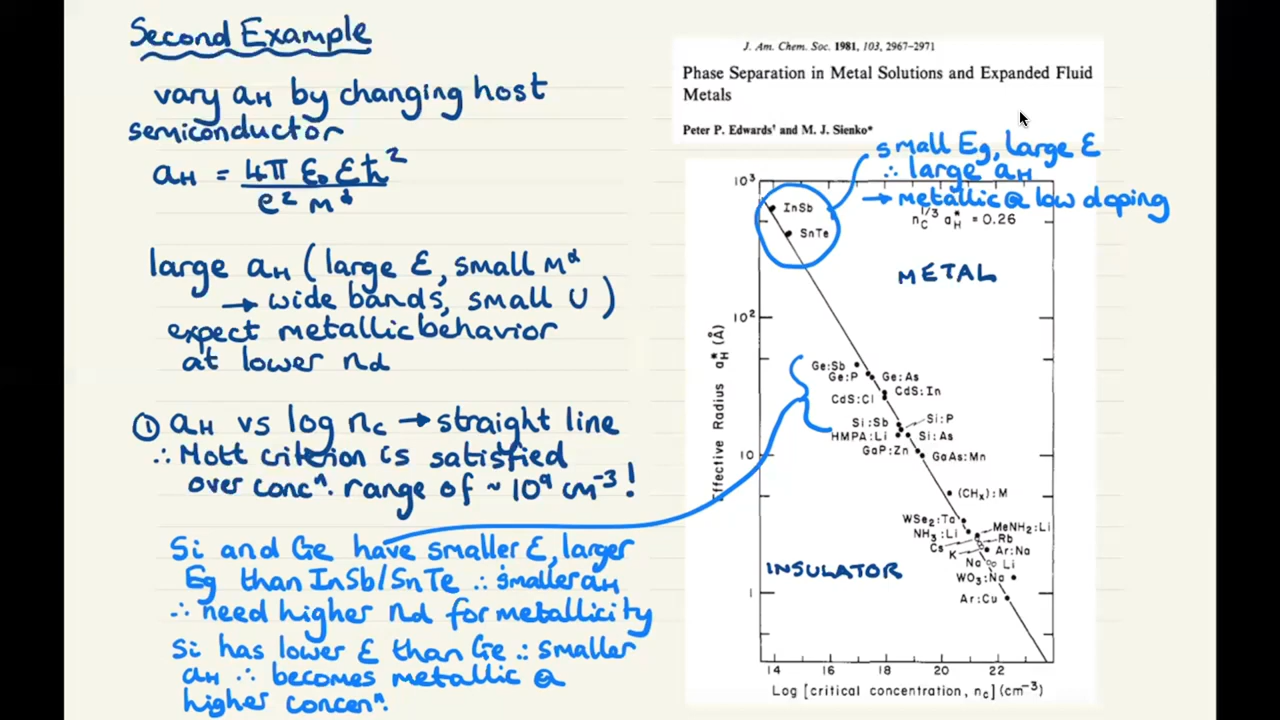 Second Example
vary aH by changing host
semiconductor
aH = 4π ε₀ εħ² / e² m*
large aH (large ε, small m*
→ wide bands, small U)
expect metallic behavior
at lower nd
① aH vs log nc → straight line
∴ Mott criterion is satisfied
over concⁿ. range of ~ 10⁹ cm⁻³!
Si and Ge have smaller ε, larger
Eg than InSb/SnTe ∴ smaller aH
∴ need higher nd for metallicity
Si has lower ε than Ge ∴ smaller
aH ∴ becomes metallic @
higher concenⁿ.
J. Am. Chem. Soc. 1981, 103, 2967-2971
Phase Separation in Metal Solutions and Expanded Fluid
Metals
Peter P. Edwards† and M. J. Sienko*
small Eg, large ε
∴ large aH
→ metallic @ low doping
n_C^{1/3} a_H^* = 0.26
METAL
INSULATOR
Effective Radius a_H^* (Å)
10³
10²
10
1
InSb
SnTe
Ge:Sb
Ge:P
Ge:As
CdS:In
CdS:Cl
Si:P
Si:Sb
HMPA:Li
Si:As
GaP:Zn
GaAs:Mn
(CHx):M
WSe₂:Ta
MeNH₂:Li
NH₃:Li
Rb
Cs
K
Ar:Na
Na
Li
WO₃:Na
Ar:Cu
14 16 18 20 22
Log [critical concentration, nc] (cm⁻³)